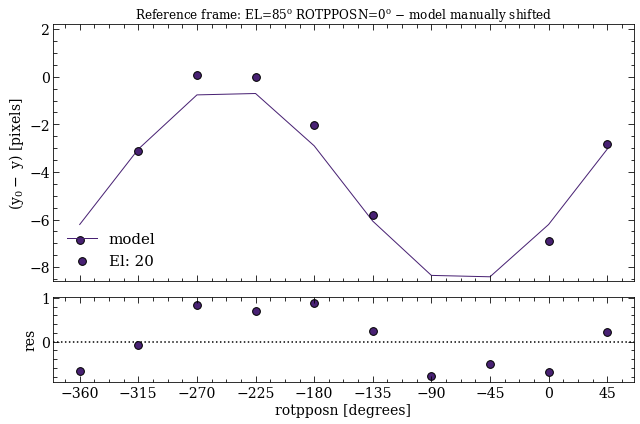 Reference frame: EL=85° ROTPPOSN=0° − model manually shifted
2
0
−2
−4
−6
−8
(y₀ − y) [pixels]
model
El: 20
1
0
res
−360 −315 −270 −225 −180 −135 −90 −45 0 45
rotpposn [degrees]